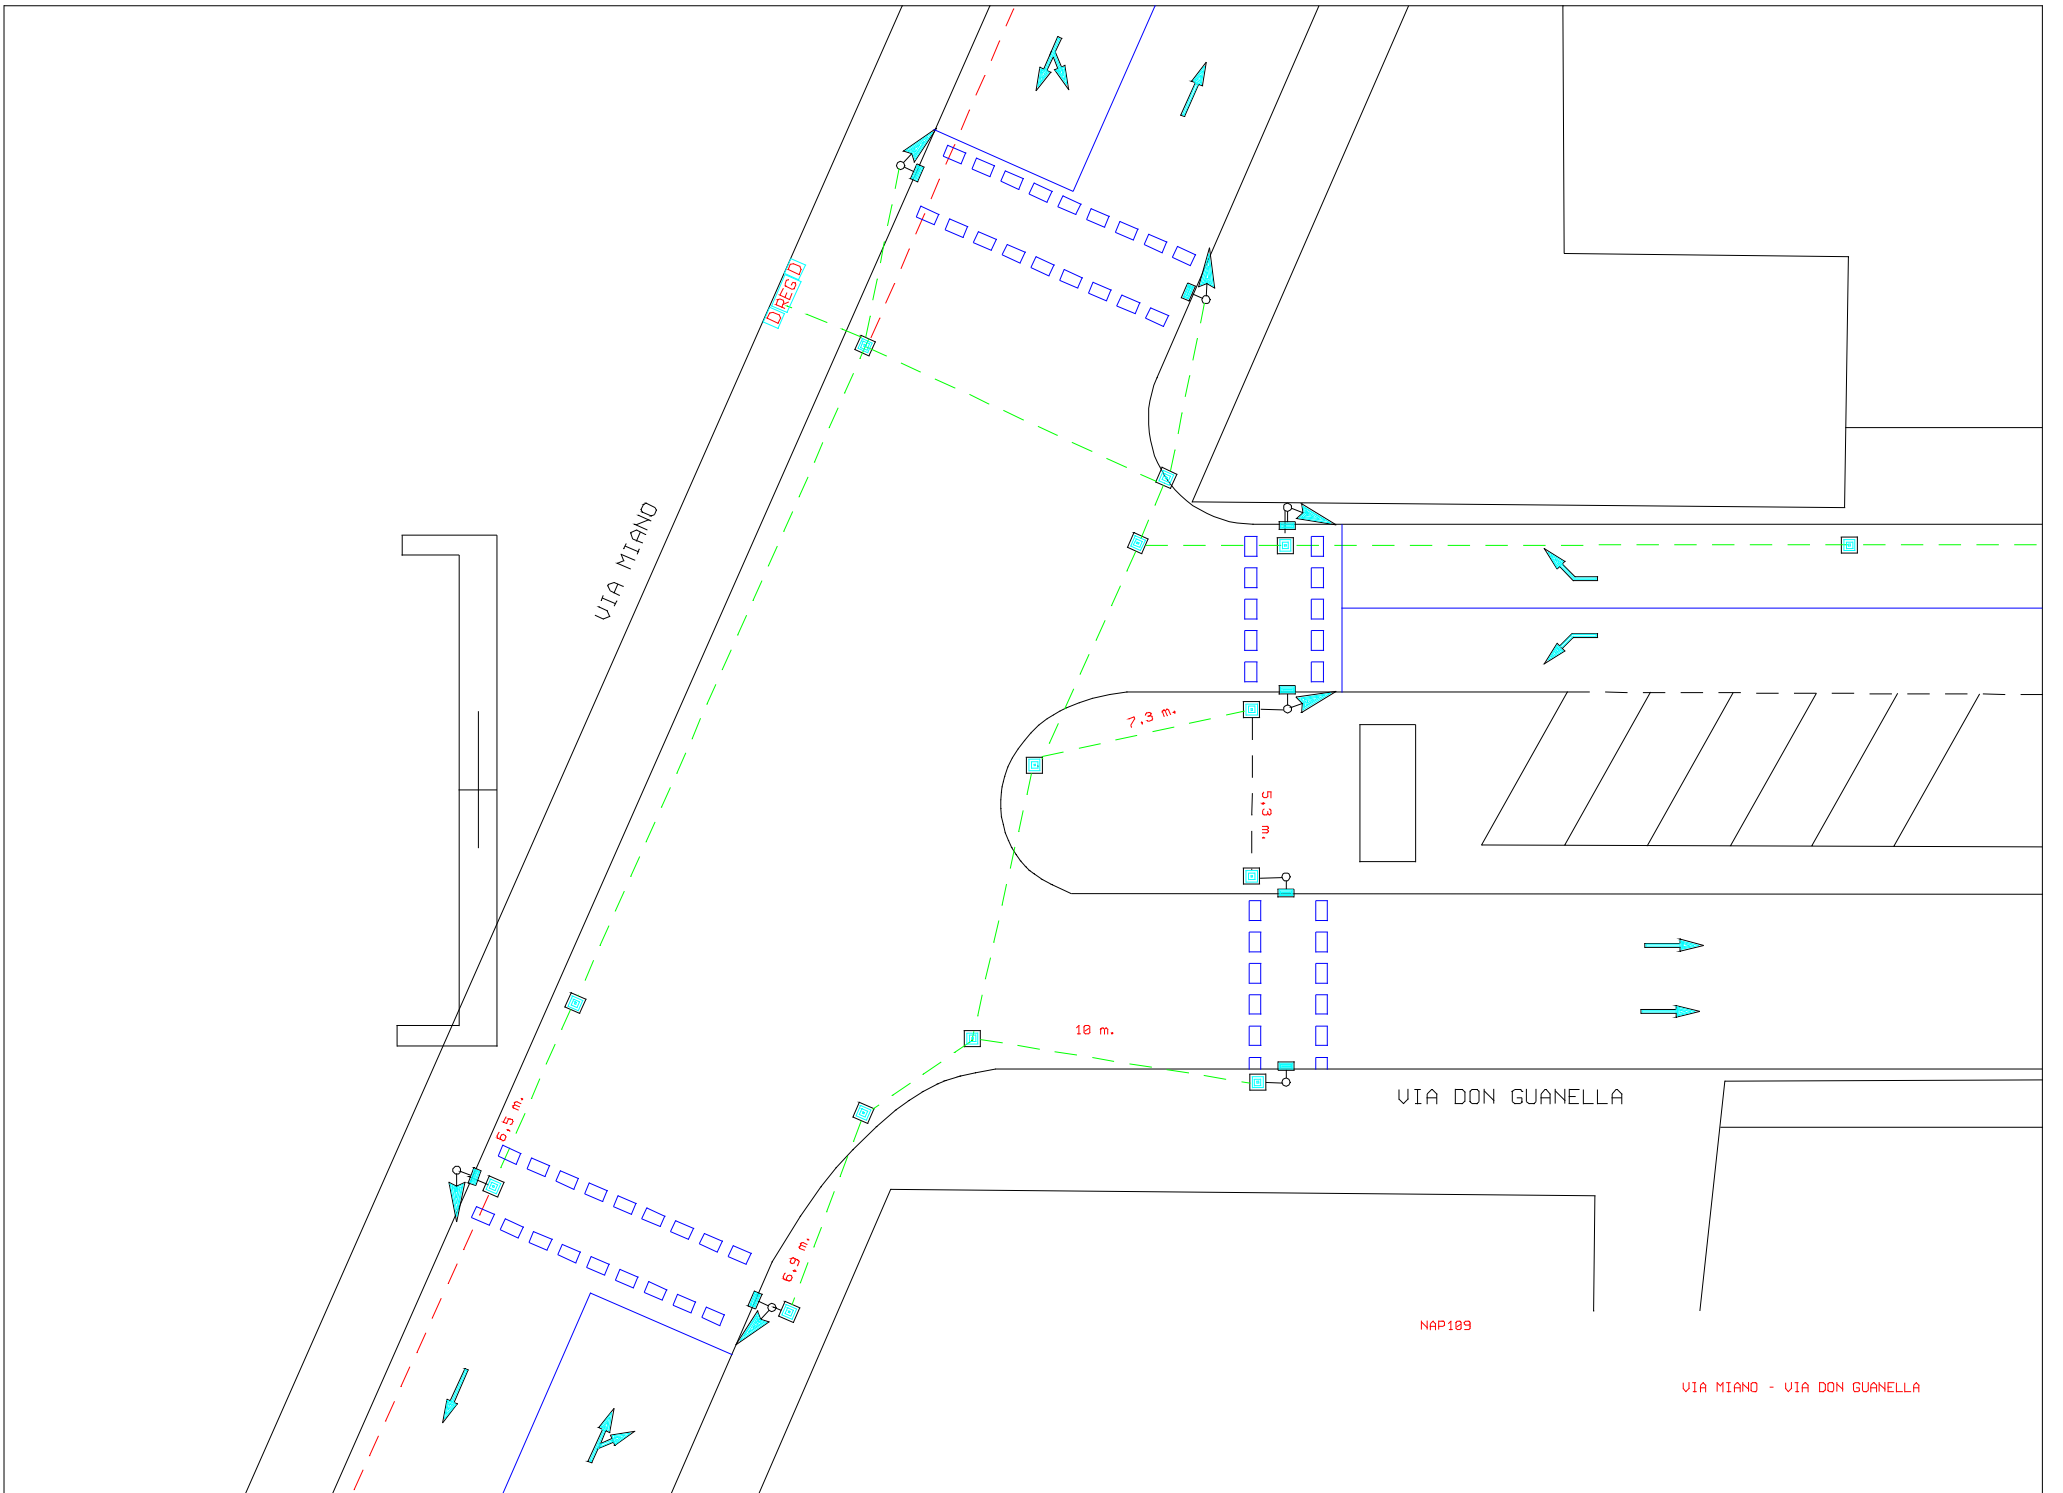 D REG D
VIA MIANO
7,3 m.
5,3 m.
10 m.
6,5 m.
VIA DON GUANELLA
6,9 m.
NAP109
VIA MIANO - VIA DON GUANELLA